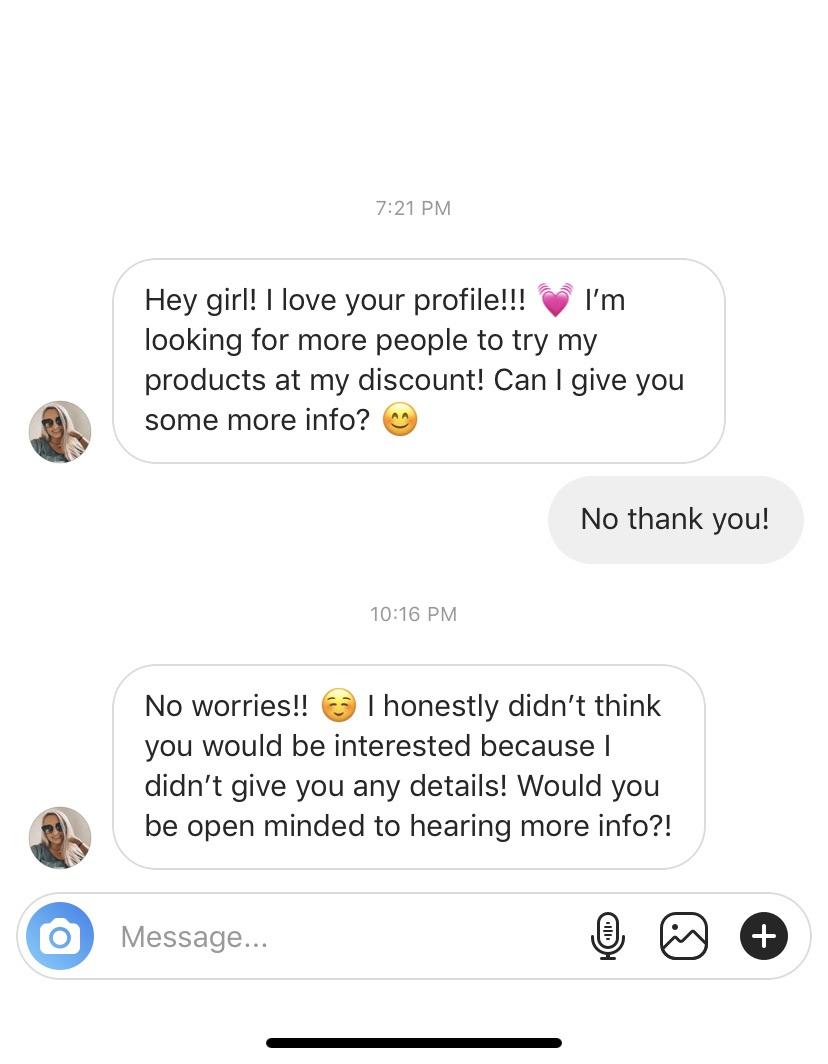 7:21 PM
Hey girl! I love your profile!!! 💓 I’m
looking for more people to try my
products at my discount! Can I give you
some more info? 😊
No thank you!
10:16 PM
No worries!! ☺️ I honestly didn’t think
you would be interested because I
didn’t give you any details! Would you
be open minded to hearing more info?!
Message...